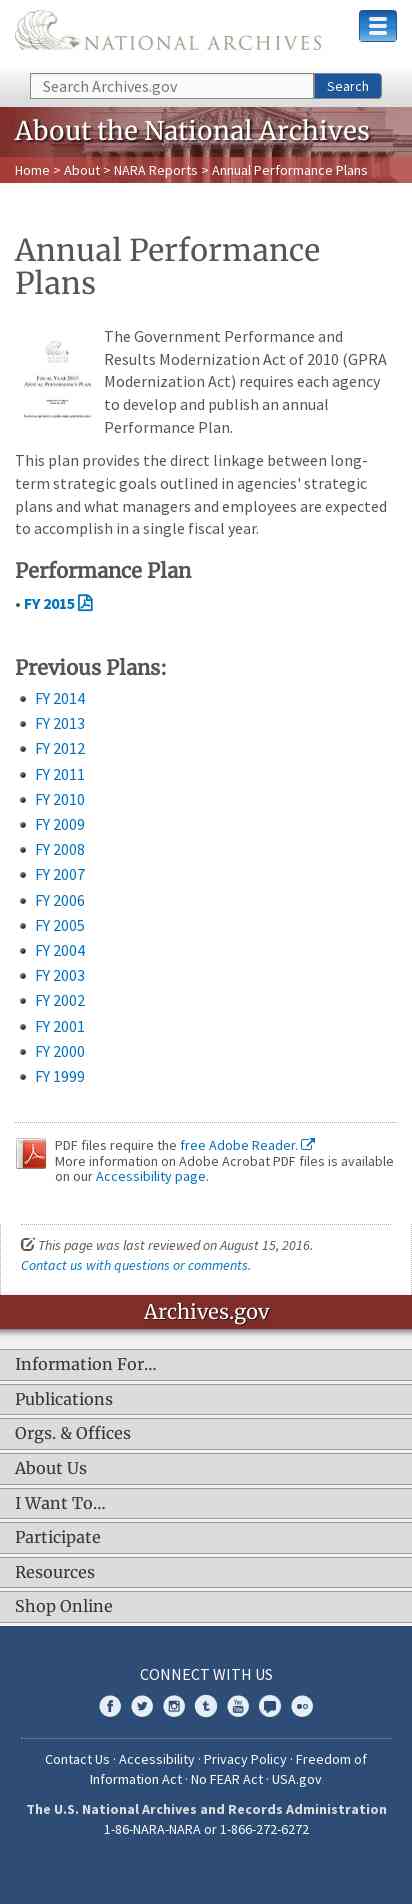 NATIONAL ARCHIVES
Search Archives.gov
Search
About the National Archives
Home > About > NARA Reports > Annual Performance Plans
Annual Performance
Plans
The Government Performance and
Results Modernization Act of 2010 (GPRA
Modernization Act) requires each agency
to develop and publish an annual
Performance Plan.
This plan provides the direct linkage between long-
term strategic goals outlined in agencies' strategic
plans and what managers and employees are expected
to accomplish in a single fiscal year.
Performance Plan
• FY 2015
Previous Plans:
FY 2014
FY 2013
FY 2012
FY 2011
FY 2010
FY 2009
FY 2008
FY 2007
FY 2006
FY 2005
FY 2004
FY 2003
FY 2002
FY 2001
FY 2000
FY 1999
PDF files require the free Adobe Reader.
More information on Adobe Acrobat PDF files is available
on our Accessibility page.
This page was last reviewed on August 15, 2016.
Contact us with questions or comments.
Archives.gov
Information For…
Publications
Orgs. & Offices
About Us
I Want To…
Participate
Resources
Shop Online
CONNECT WITH US
Contact Us · Accessibility · Privacy Policy · Freedom of
Information Act · No FEAR Act · USA.gov
The U.S. National Archives and Records Administration
1-86-NARA-NARA or 1-866-272-6272